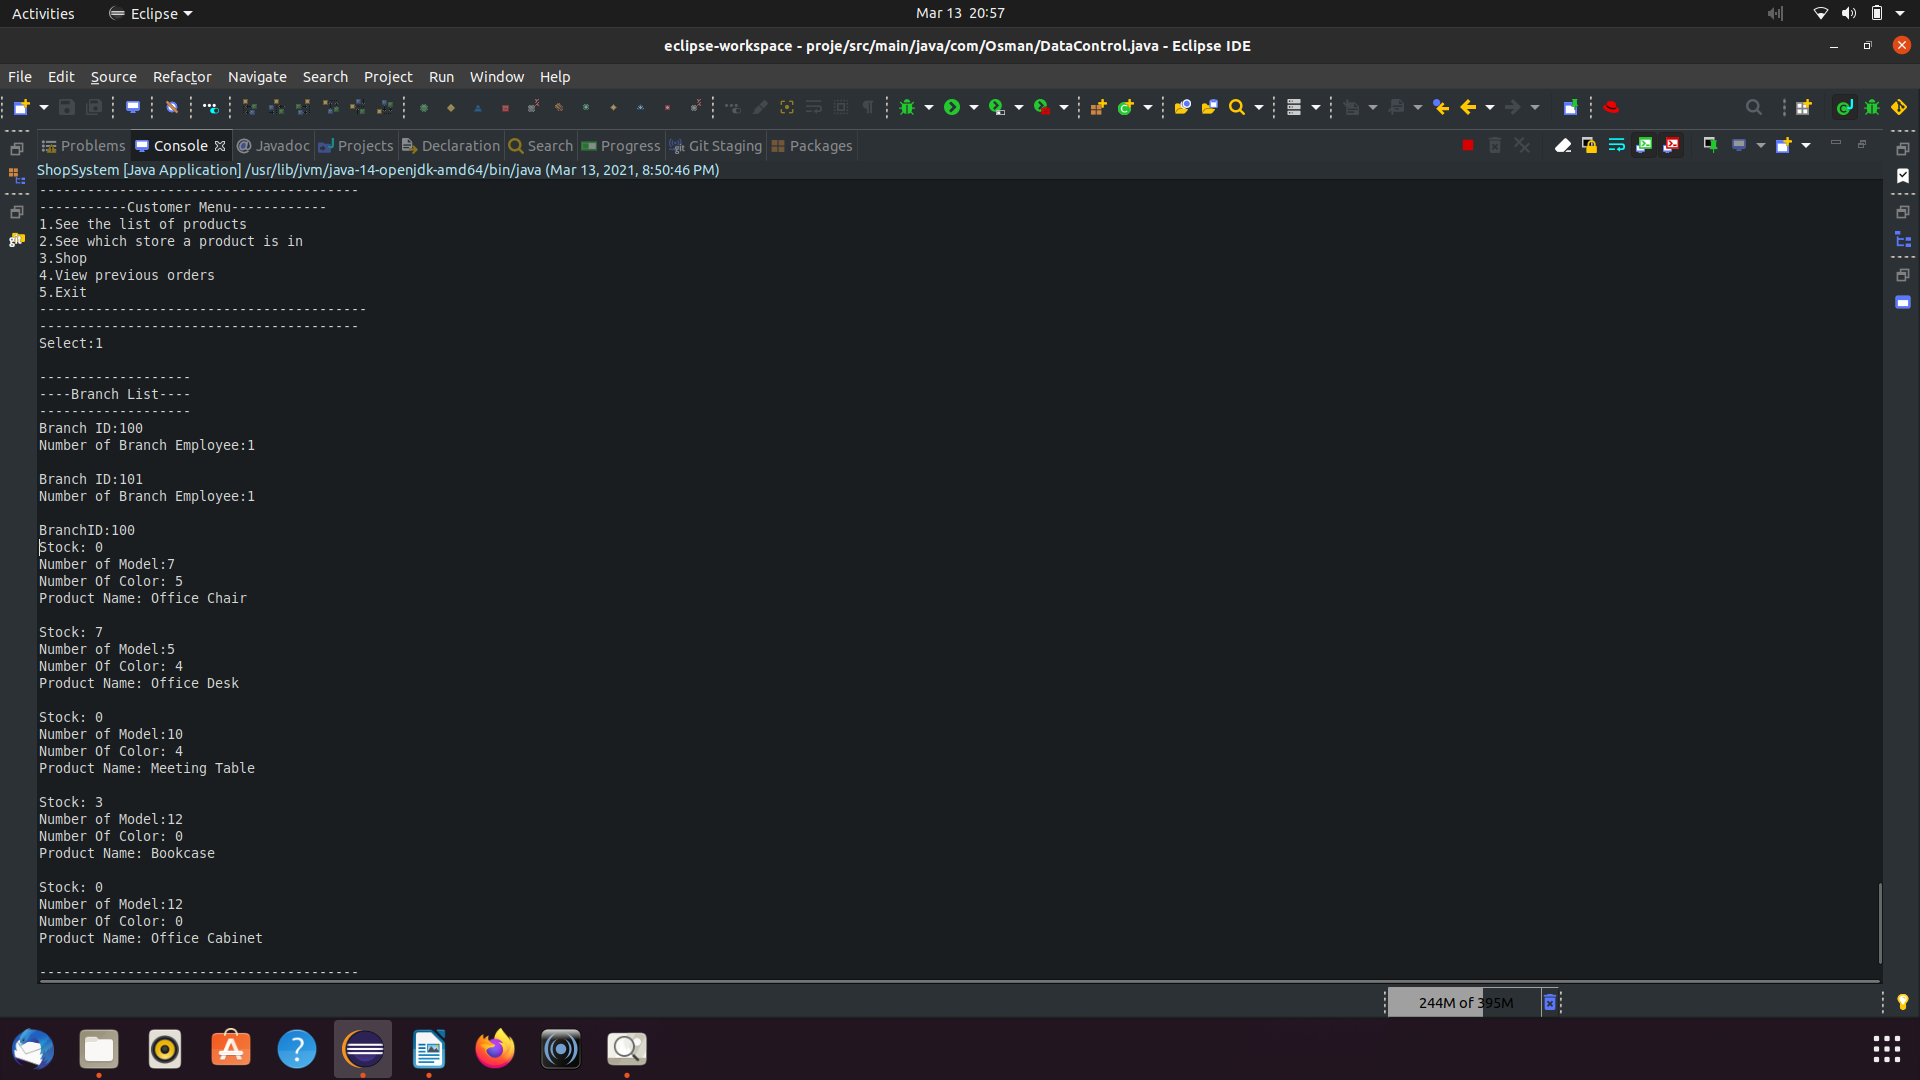 Activities Eclipse Mar 13 20:57
eclipse-workspace - proje/src/main/java/com/Osman/DataControl.java - Eclipse IDE
File Edit Source Refactor Navigate Search Project Run Window Help
Problems Console Javadoc Projects Declaration Search Progress Git Staging Packages
ShopSystem [Java Application] /usr/lib/jvm/java-14-openjdk-amd64/bin/java (Mar 13, 2021, 8:50:46 PM)
----------------------------------------
-----------Customer Menu------------
1.See the list of products
2.See which store a product is in
3.Shop
4.View previous orders
5.Exit
-----------------------------------------
----------------------------------------
Select:1
-------------------
----Branch List----
-------------------
Branch ID:100
Number of Branch Employee:1
Branch ID:101
Number of Branch Employee:1
BranchID:100
Stock: 0
Number of Model:7
Number Of Color: 5
Product Name: Office Chair
Stock: 7
Number of Model:5
Number Of Color: 4
Product Name: Office Desk
Stock: 0
Number of Model:10
Number Of Color: 4
Product Name: Meeting Table
Stock: 3
Number of Model:12
Number Of Color: 0
Product Name: Bookcase
Stock: 0
Number of Model:12
Number Of Color: 0
Product Name: Office Cabinet
----------------------------------------
244M of 395M